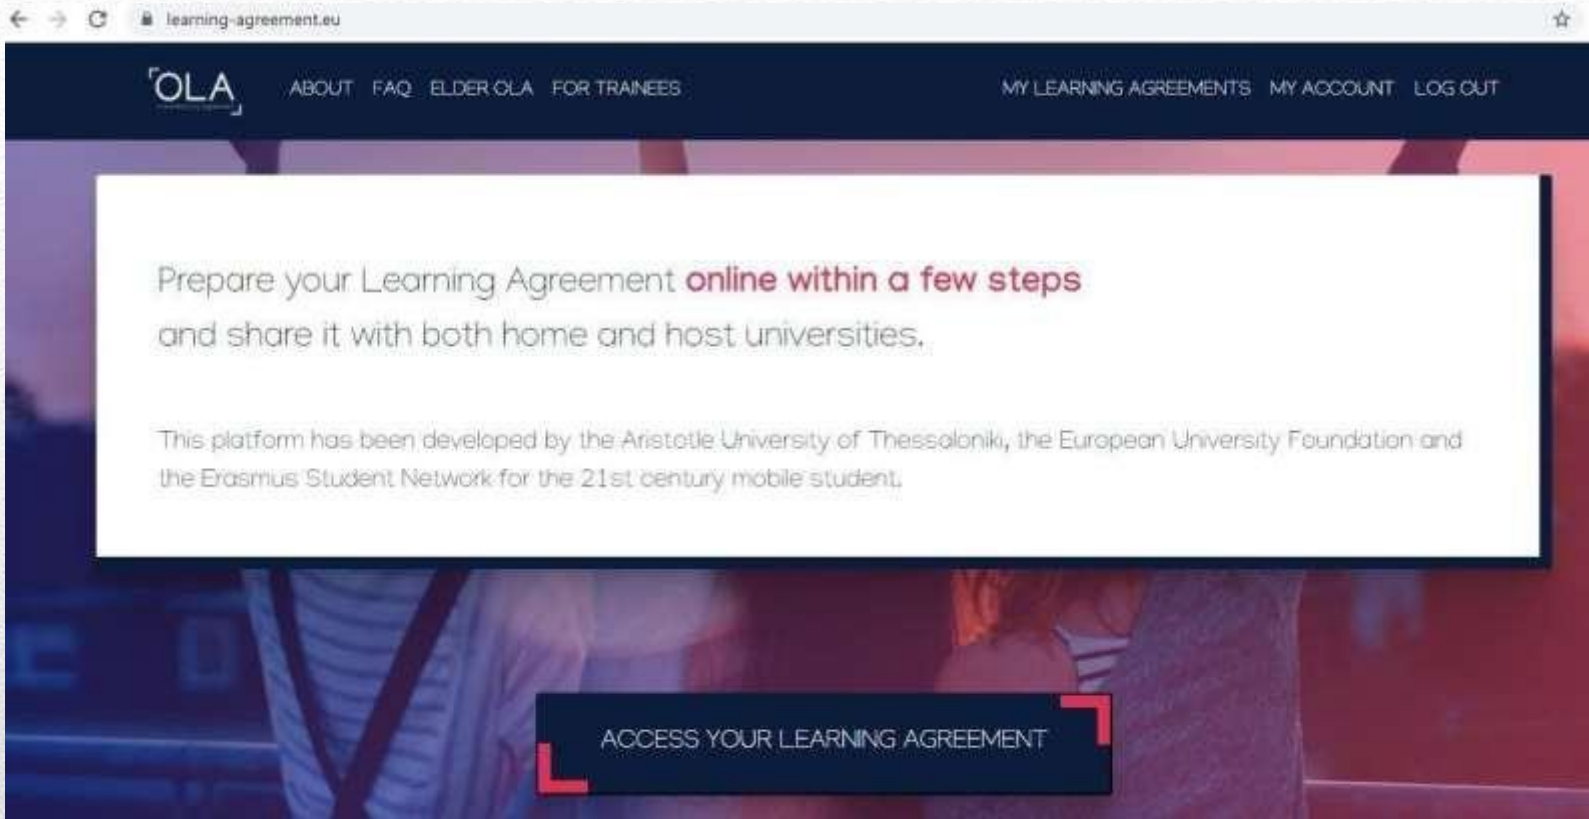 learning-agreement.eu
OLA
ABOUT FAQ ELDER OLA FOR TRAINEES
MY LEARNING AGREEMENTS MY ACCOUNT LOG OUT
Prepare your Learning Agreement online within a few steps
and share it with both home and host universities.
This platform has been developed by the Aristotle University of Thessaloniki, the European University Foundation and
the Erasmus Student Network for the 21st century mobile student.
ACCESS YOUR LEARNING AGREEMENT